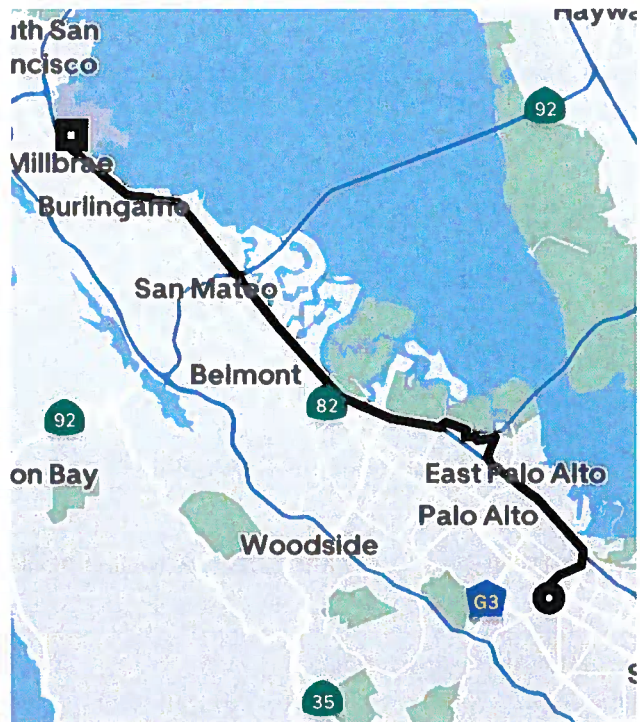 Haywa
uth San
ncisco
92
Millbrae
Burlingame
San Mateo
Belmont
82
92
on Bay
East Palo Alto
Palo Alto
Woodside
G3
35